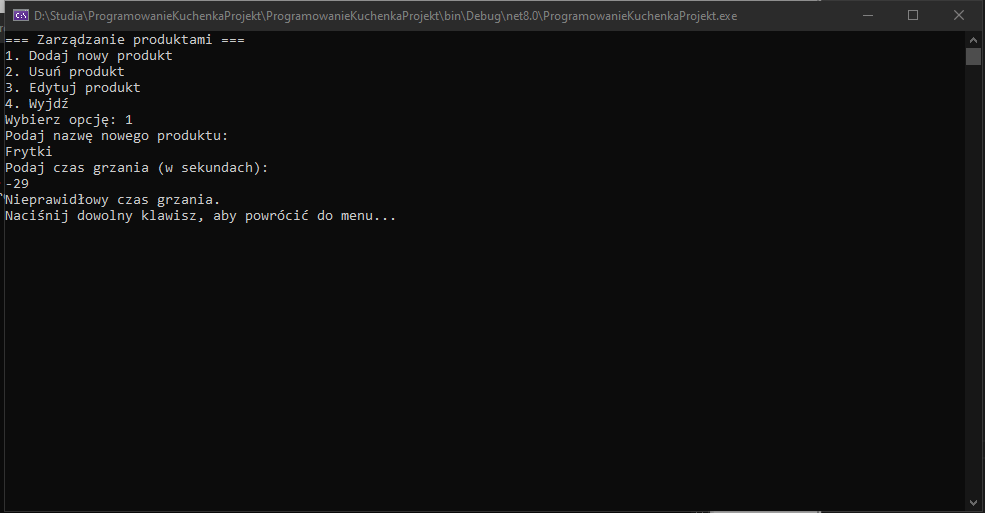 D:\Studia\ProgramowanieKuchenkaProjekt\ProgramowanieKuchenkaProjekt\bin\Debug\net8.0\ProgramowanieKuchenkaProjekt.exe
=== Zarządzanie produktami ===
1. Dodaj nowy produkt
2. Usuń produkt
3. Edytuj produkt
4. Wyjdź
Wybierz opcję: 1
Podaj nazwę nowego produktu:
Frytki
Podaj czas grzania (w sekundach):
-29
Nieprawidłowy czas grzania.
Naciśnij dowolny klawisz, aby powrócić do menu...